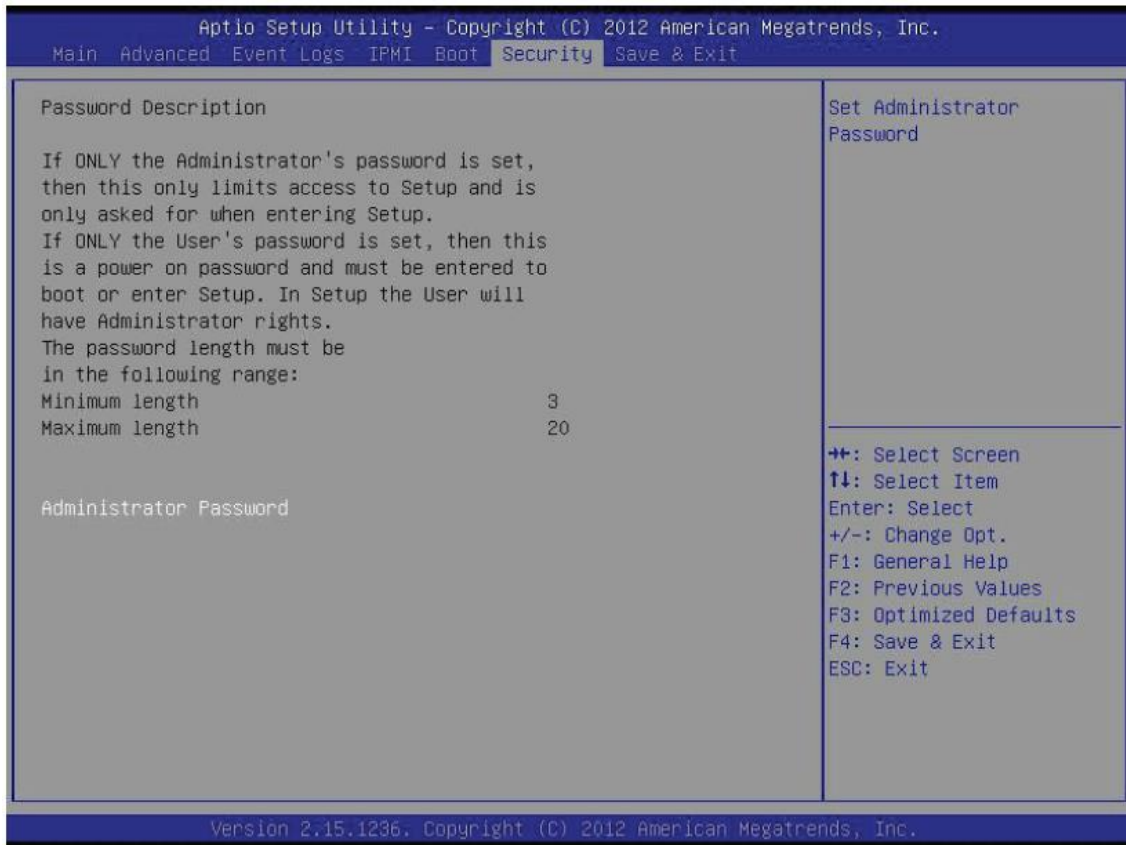 Aptio Setup Utility – Copyright (C) 2012 American Megatrends, Inc.
Main Advanced Event Logs IPMI Boot Security Save & Exit
Password Description
If ONLY the Administrator's password is set,
then this only limits access to Setup and is
only asked for when entering Setup.
If ONLY the User's password is set, then this
is a power on password and must be entered to
boot or enter Setup. In Setup the User will
have Administrator rights.
The password length must be
in the following range:
Minimum length 3
Maximum length 20
Administrator Password
Set Administrator
Password
→←: Select Screen
↑↓: Select Item
Enter: Select
+/-: Change Opt.
F1: General Help
F2: Previous Values
F3: Optimized Defaults
F4: Save & Exit
ESC: Exit
Version 2.15.1236. Copyright (C) 2012 American Megatrends, Inc.